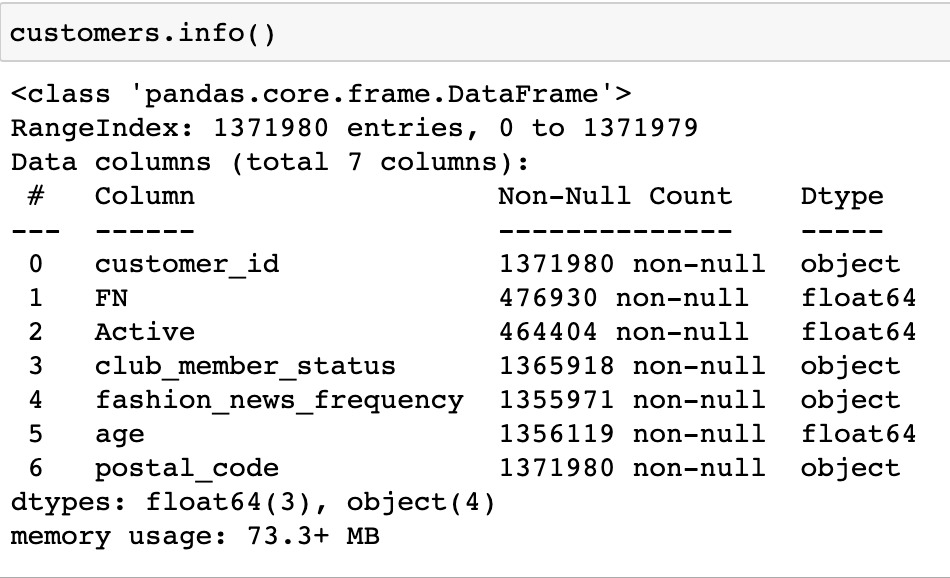 customers.info()
<class 'pandas.core.frame.DataFrame'>
RangeIndex: 1371980 entries, 0 to 1371979
Data columns (total 7 columns):
 #   Column                  Non-Null Count    Dtype
---  ------                  --------------    -----
 0   customer_id             1371980 non-null  object
 1   FN                      476930 non-null   float64
 2   Active                  464404 non-null   float64
 3   club_member_status      1365918 non-null  object
 4   fashion_news_frequency  1355971 non-null  object
 5   age                     1356119 non-null  float64
 6   postal_code             1371980 non-null  object
dtypes: float64(3), object(4)
memory usage: 73.3+ MB